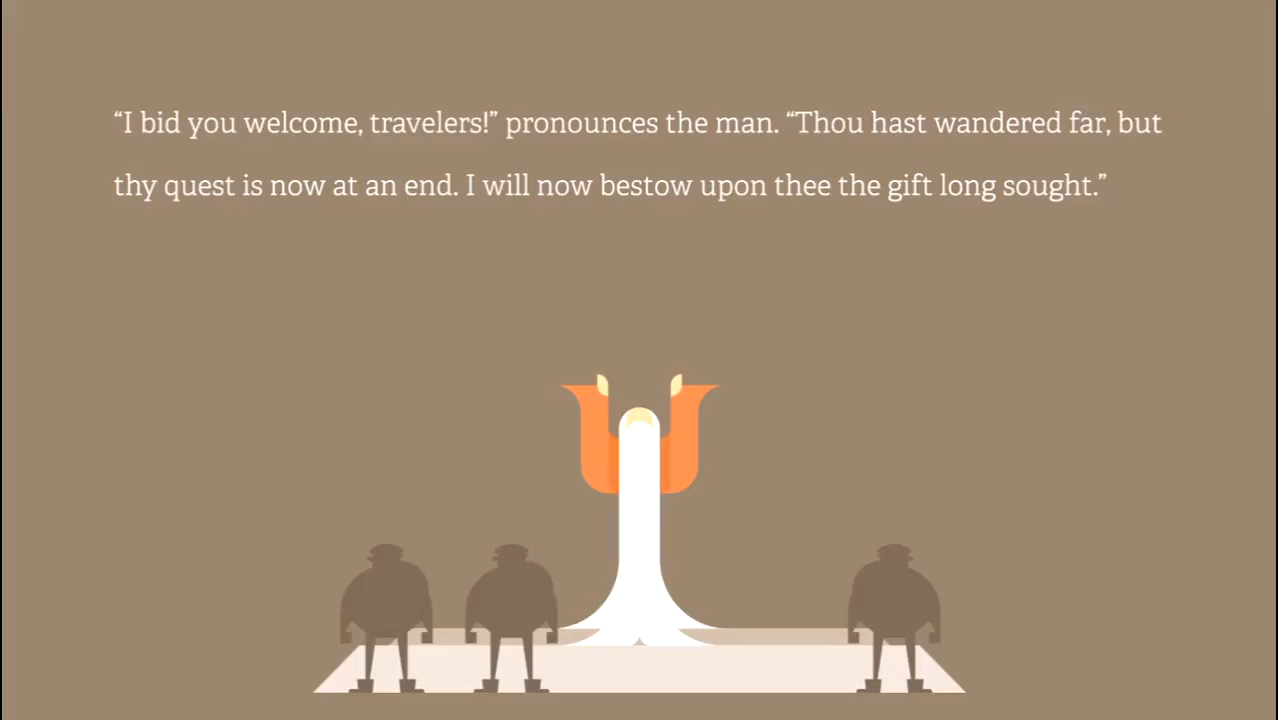 “I bid you welcome, travelers!” pronounces the man. “Thou hast wandered far, but
thy quest is now at an end. I will now bestow upon thee the gift long sought.”